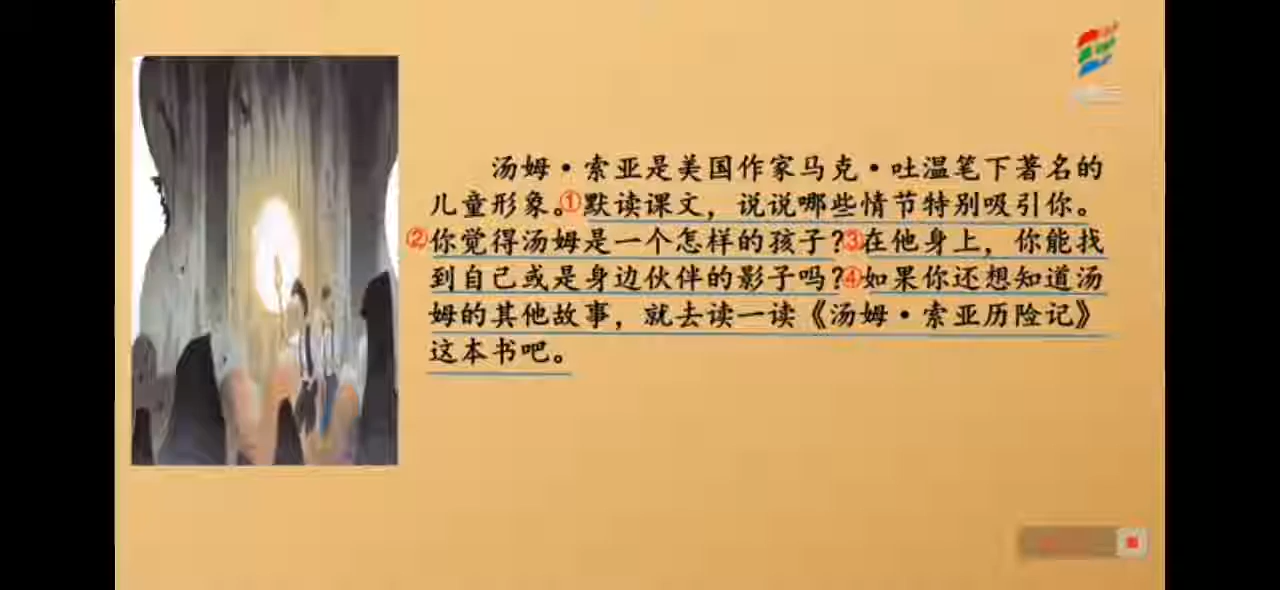 汤姆·索亚是美国作家马克·吐温笔下著名的
儿童形象。①默读课文，说说哪些情节特别吸引你。
②你觉得汤姆是一个怎样的孩子？③在他身上，你能找
到自己或是身边伙伴的影子吗？④如果你还想知道汤
姆的其他故事，就去读一读《汤姆·索亚历险记》
这本书吧。